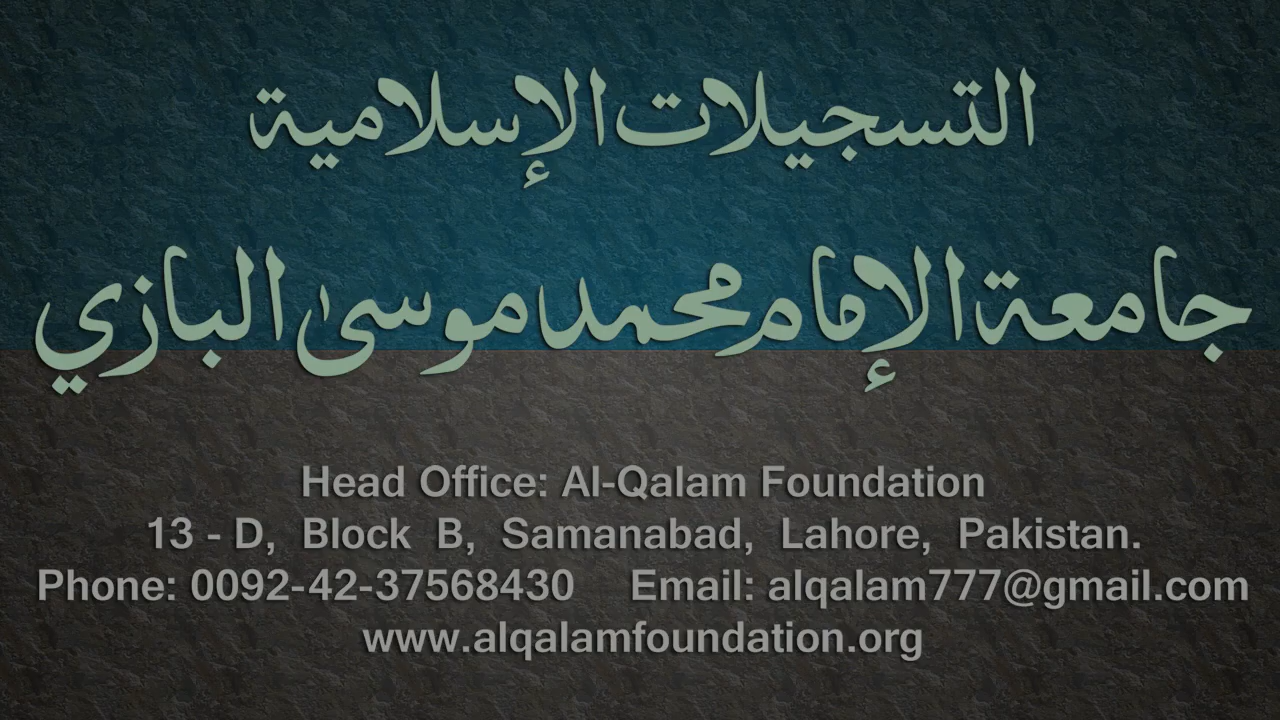 التسجيلات الإسلامية
جامعة الإمام محمد موسىٰ البازي
Head Office: Al-Qalam Foundation
13 - D, Block B, Samanabad, Lahore, Pakistan.
Phone: 0092-42-37568430 Email: alqalam777@gmail.com
www.alqalamfoundation.org